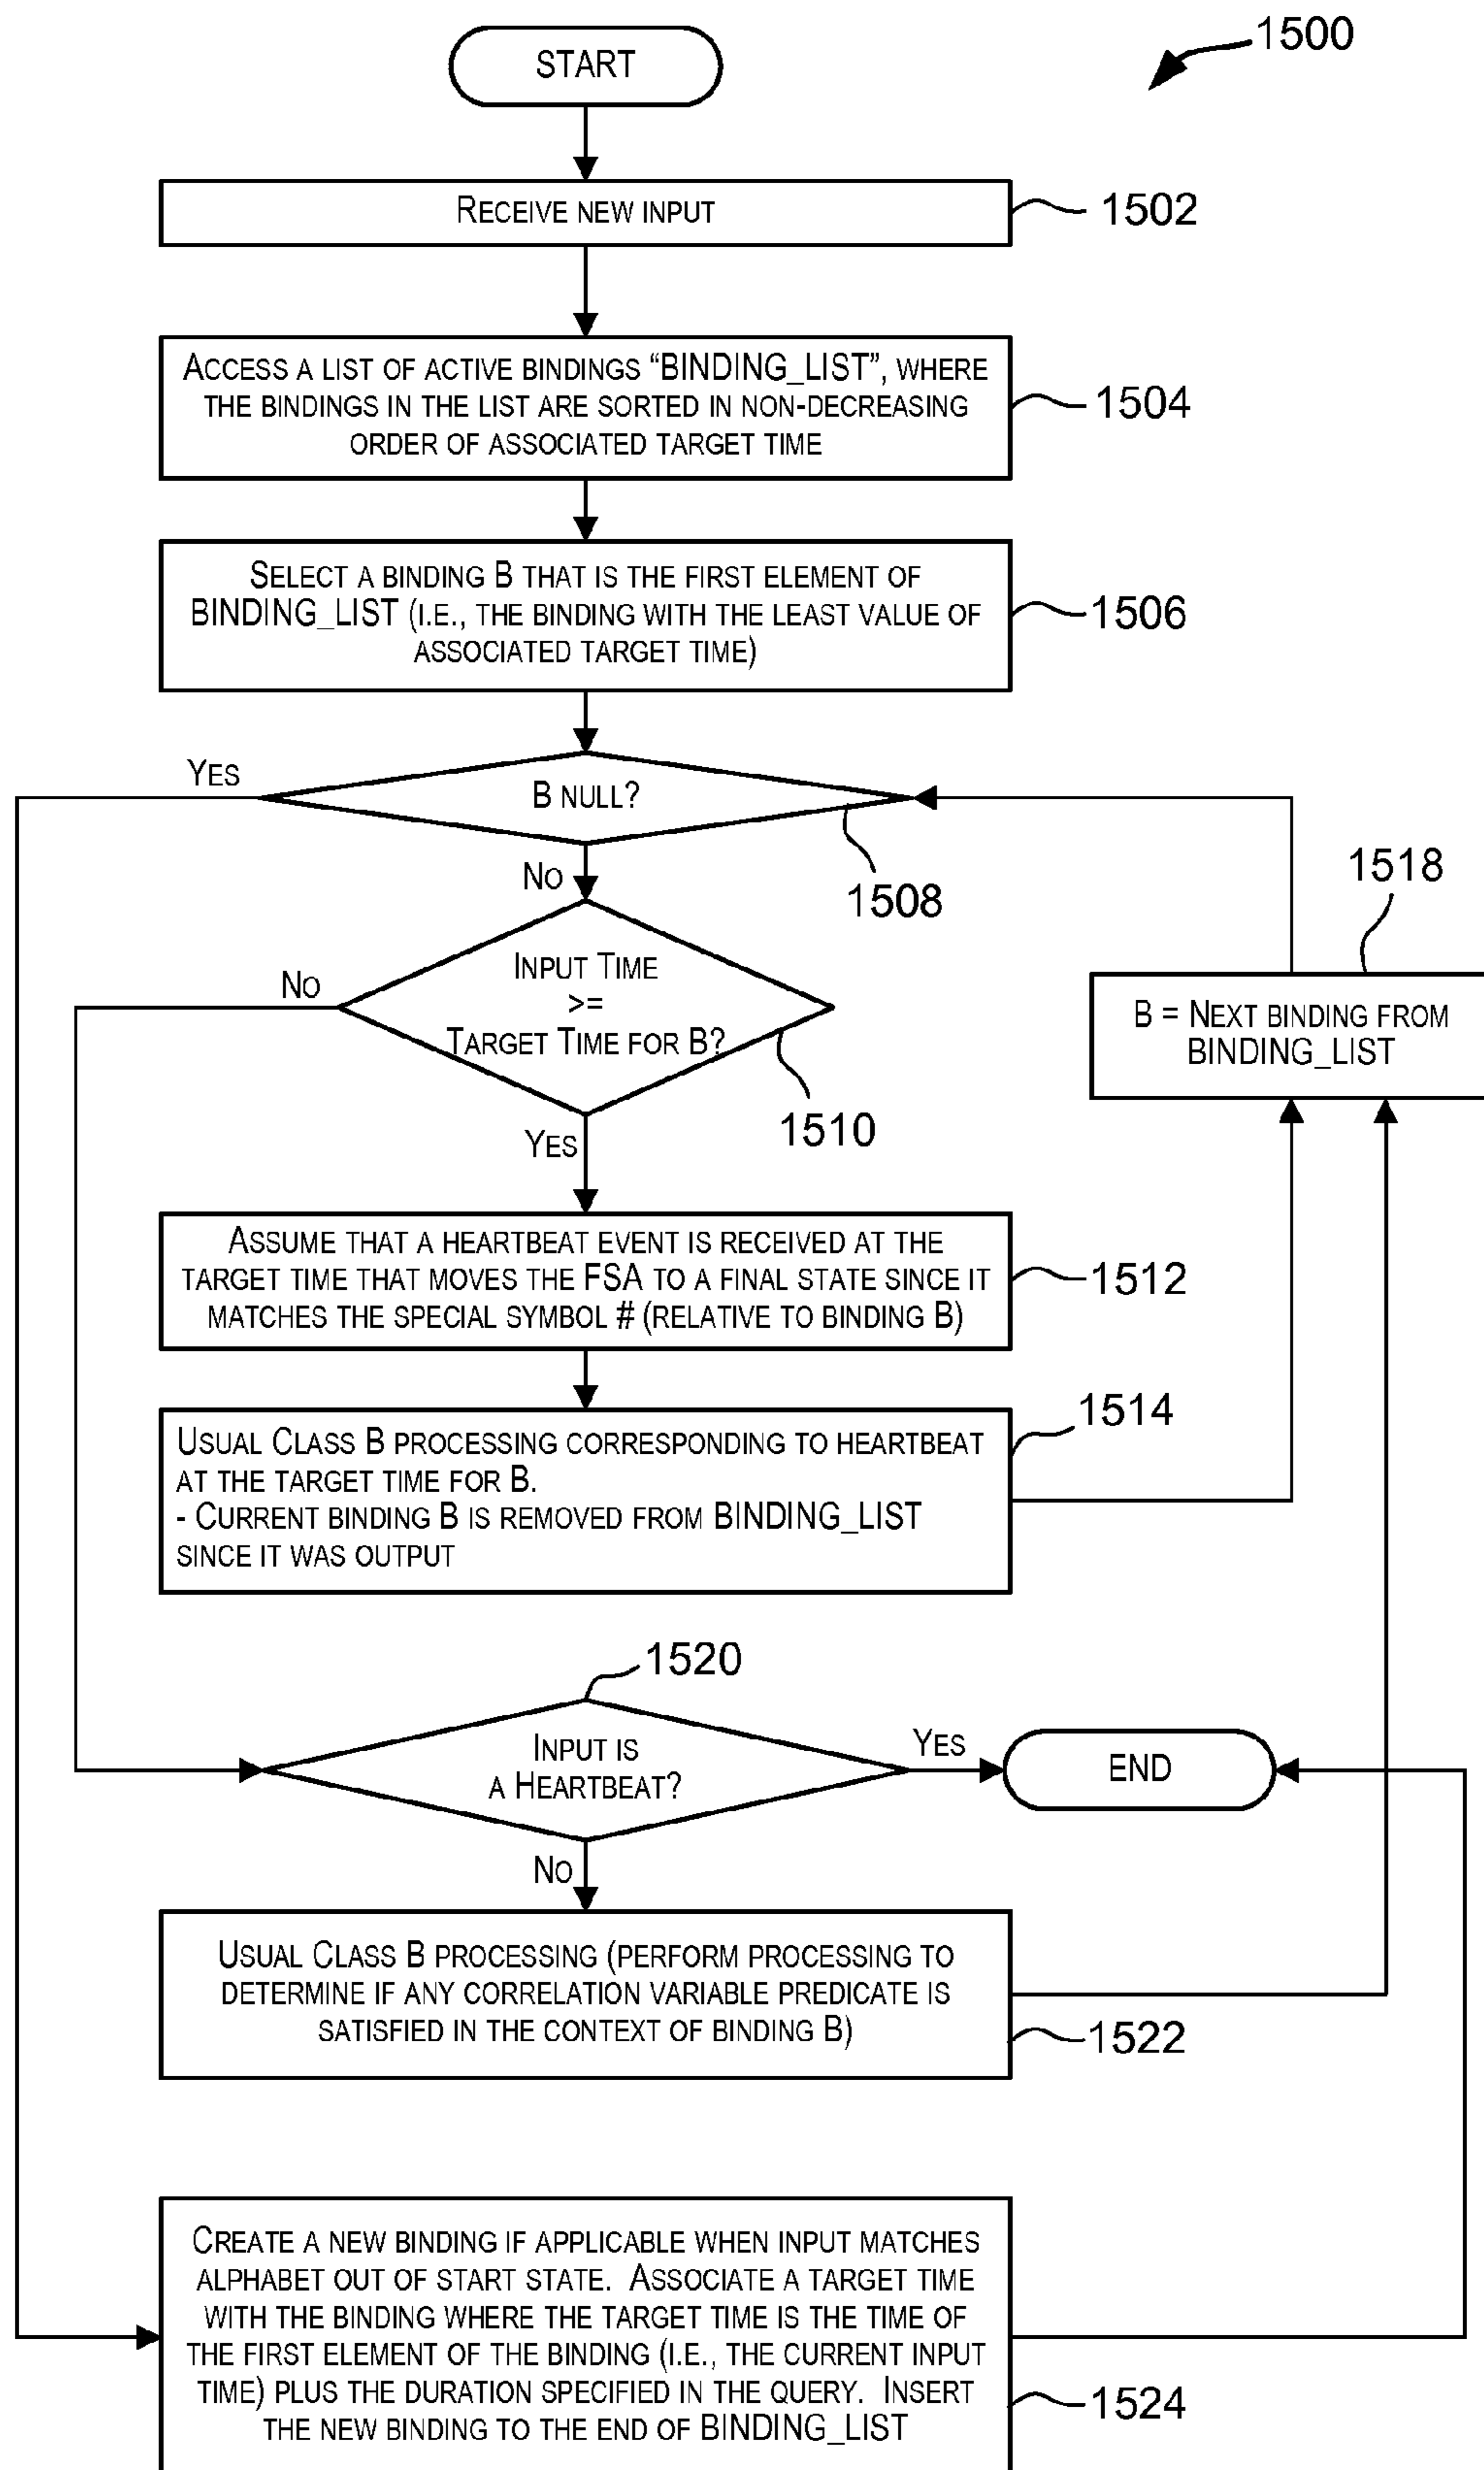 1500
START
RECEIVE NEW INPUT
1502
ACCESS A LIST OF ACTIVE BINDINGS “BINDING_LIST”, WHERE
THE BINDINGS IN THE LIST ARE SORTED IN NON-DECREASING
ORDER OF ASSOCIATED TARGET TIME
1504
SELECT A BINDING B THAT IS THE FIRST ELEMENT OF
BINDING_LIST (I.E., THE BINDING WITH THE LEAST VALUE OF
ASSOCIATED TARGET TIME)
1506
YES
B NULL?
1508
NO
1518
B = NEXT BINDING FROM
BINDING_LIST
NO
INPUT TIME
>=
TARGET TIME FOR B?
1510
YES
ASSUME THAT A HEARTBEAT EVENT IS RECEIVED AT THE
TARGET TIME THAT MOVES THE FSA TO A FINAL STATE SINCE IT
MATCHES THE SPECIAL SYMBOL # (RELATIVE TO BINDING B)
1512
1514
USUAL CLASS B PROCESSING CORRESPONDING TO HEARTBEAT
AT THE TARGET TIME FOR B.
- CURRENT BINDING B IS REMOVED FROM BINDING_LIST
SINCE IT WAS OUTPUT
1520
INPUT IS
A HEARTBEAT?
YES
END
NO
USUAL CLASS B PROCESSING (PERFORM PROCESSING TO
DETERMINE IF ANY CORRELATION VARIABLE PREDICATE IS
SATISFIED IN THE CONTEXT OF BINDING B)
1522
CREATE A NEW BINDING IF APPLICABLE WHEN INPUT MATCHES
ALPHABET OUT OF START STATE. ASSOCIATE A TARGET TIME
WITH THE BINDING WHERE THE TARGET TIME IS THE TIME OF
THE FIRST ELEMENT OF THE BINDING (I.E., THE CURRENT INPUT
TIME) PLUS THE DURATION SPECIFIED IN THE QUERY. INSERT
THE NEW BINDING TO THE END OF BINDING_LIST
1524